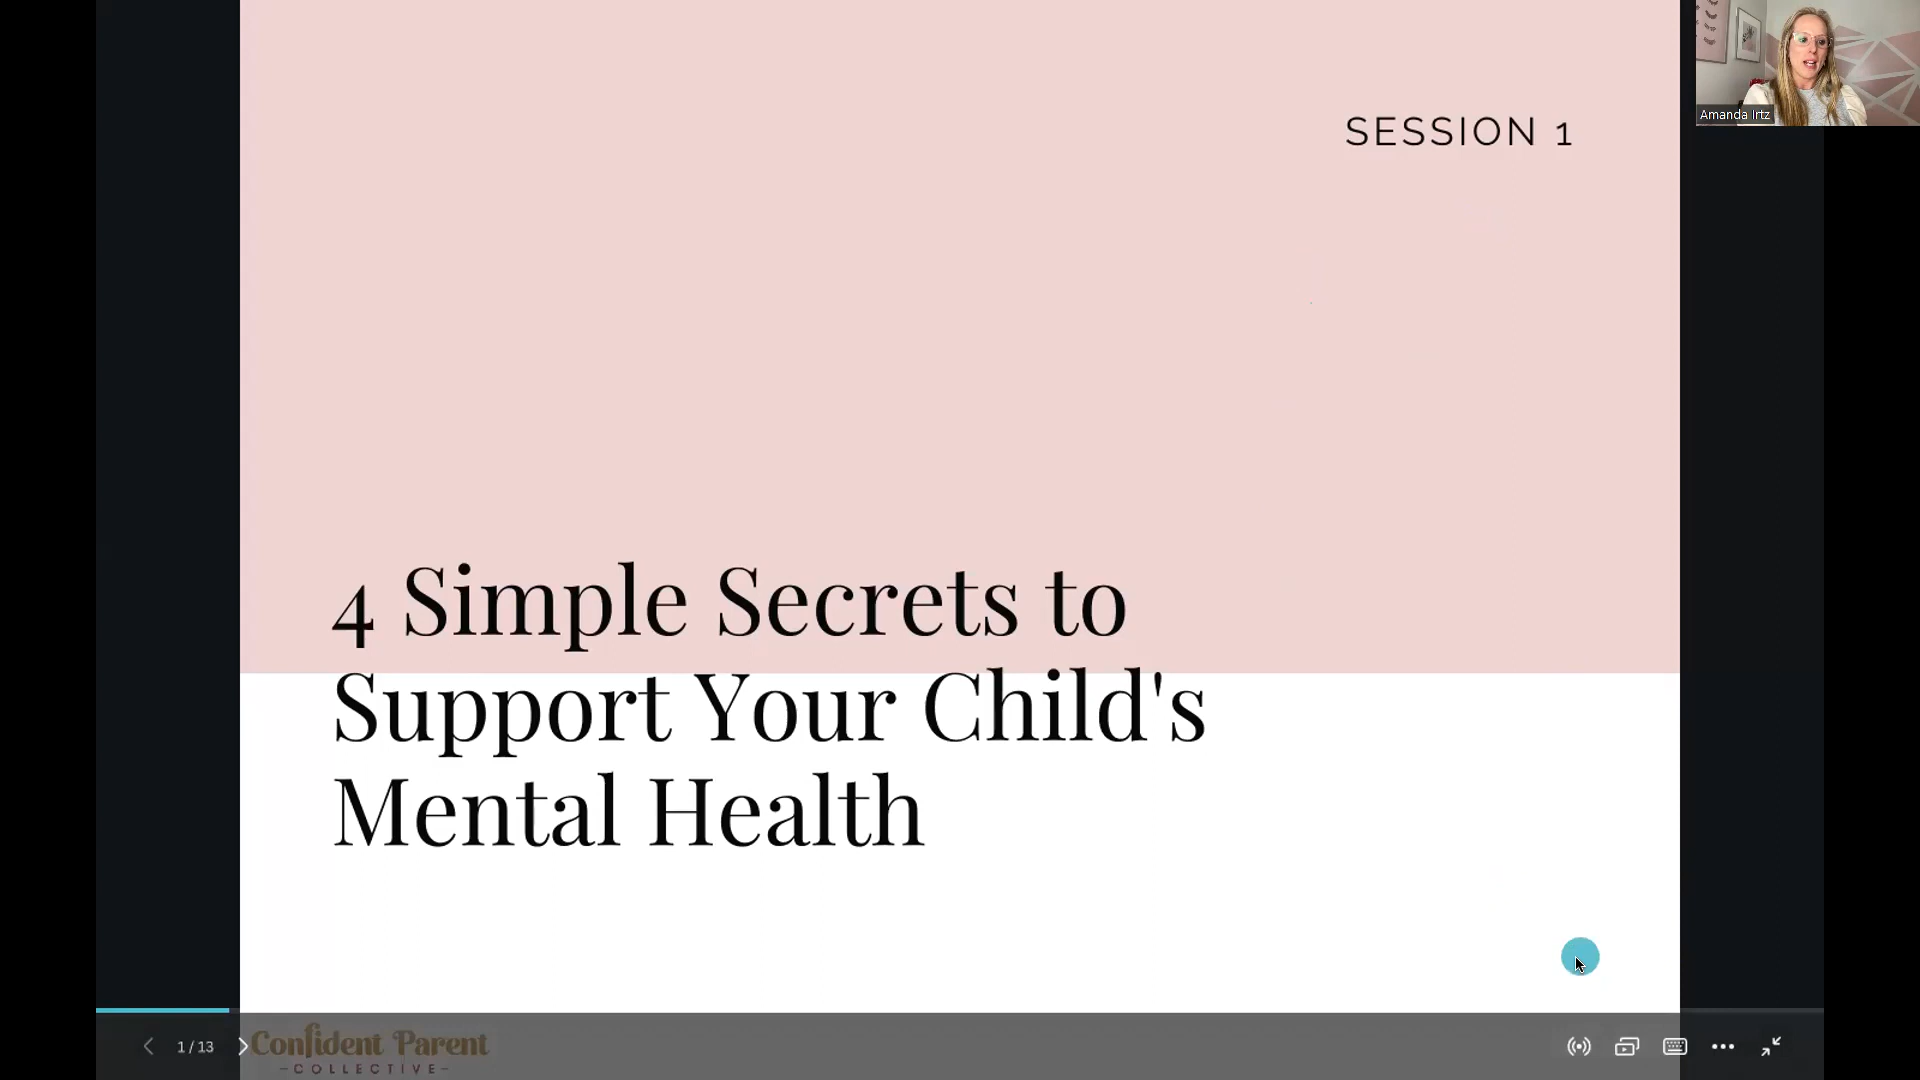 SESSION 1
Amanda Irtz
4 Simple Secrets to
Support Your Child's
Mental Health
1 / 13
Confident Parent
-COLLECTIVE-